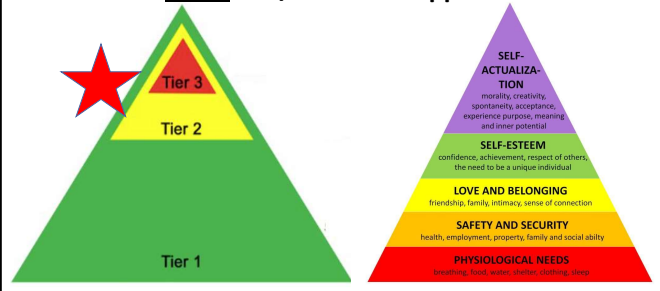 Tier 3
Tier 2
Tier 1
SELF-
ACTUALIZA-
TION
morality, creativity,
spontaneity, acceptance,
experience purpose, meaning
and inner potential
SELF-ESTEEM
confidence, achievement, respect of others,
the need to be a unique individual
LOVE AND BELONGING
friendship, family, intimacy, sense of connection
SAFETY AND SECURITY
health, employment, property, family and social abilty
PHYSIOLOGICAL NEEDS
breathing, food, water, shelter, clothing, sleep